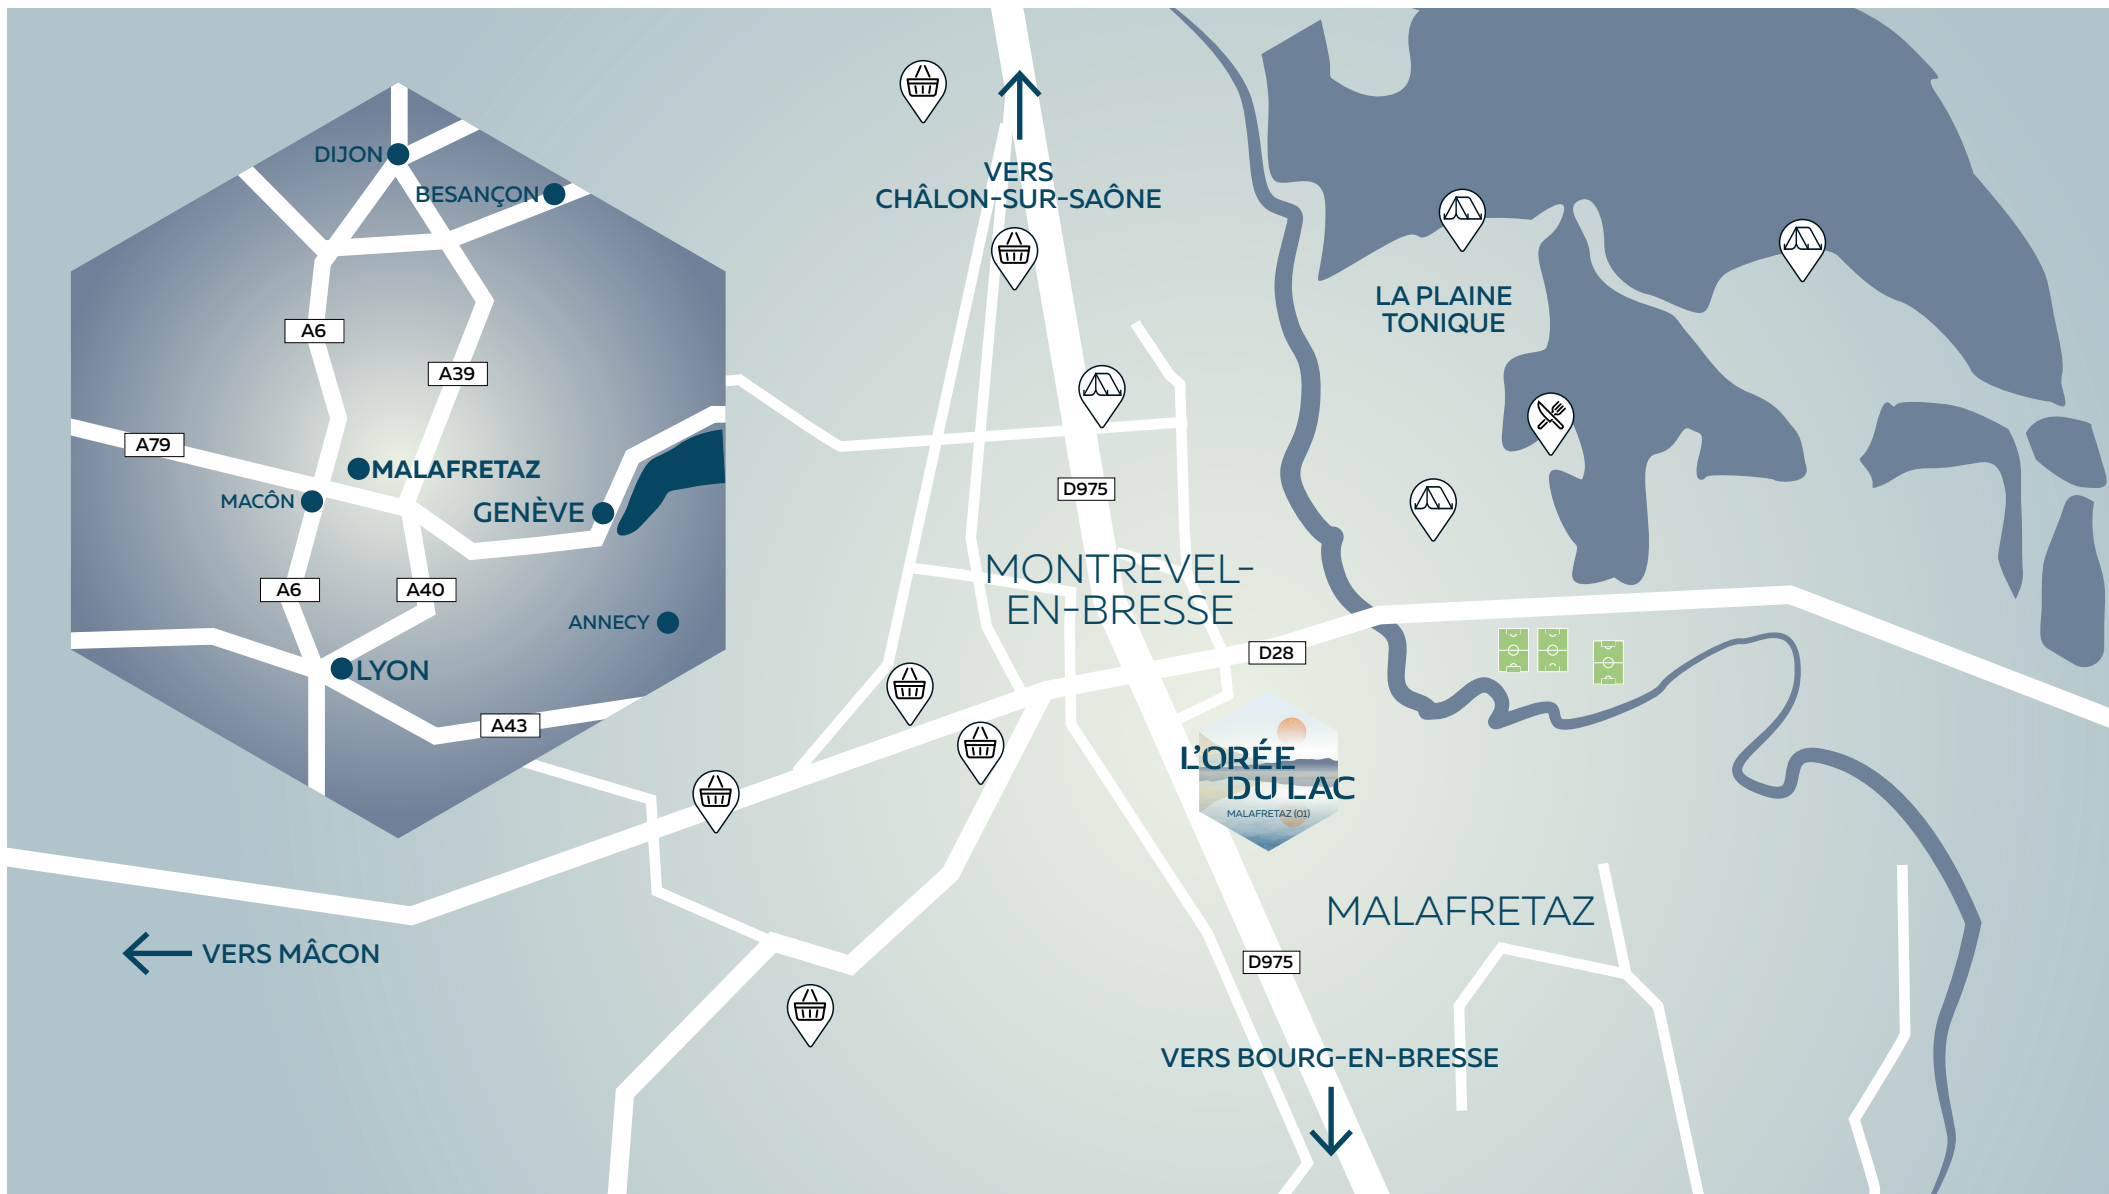 DIJON
BESANÇON
A6
A39
A79
MALAFRETAZ
MACÔN
GENÈVE
A6
A40
ANNECY
LYON
A43
VERS
CHÂLON-SUR-SAÔNE
LA PLAINE
TONIQUE
D975
MONTREVEL-
EN-BRESSE
D28
L'ORÉE
DU LAC
MALAFRETAZ (01)
MALAFRETAZ
VERS MÂCON
D975
VERS BOURG-EN-BRESSE